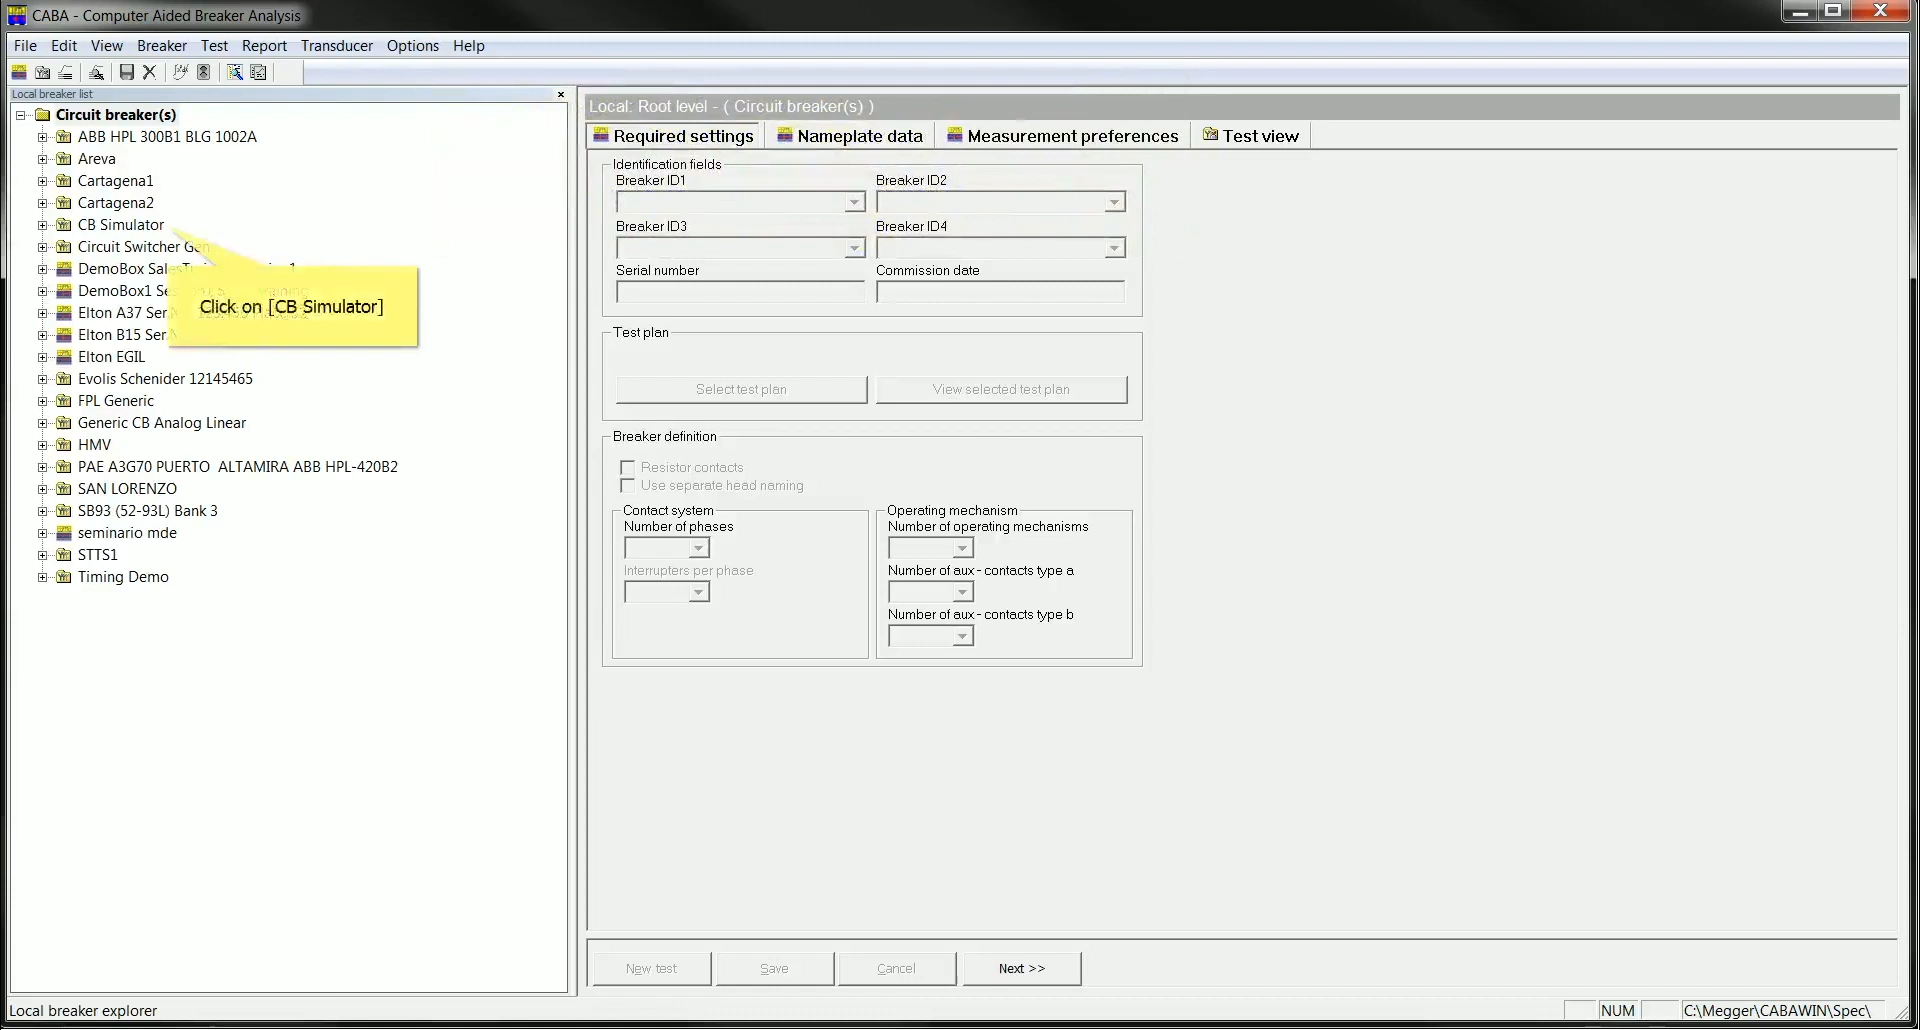 CABA - Computer Aided Breaker Analysis
File Edit View Breaker Test Report Transducer Options Help
Local breaker list
Circuit breaker(s)
ABB HPL 300B1 BLG 1002A
Areva
Cartagena1
Cartagena2
CB Simulator
Circuit Switcher Gen
DemoBox
DemoBox1
Elton A37
Elton B15
Elton EGIL
Evolis Schenider 12145465
FPL Generic
Generic CB Analog Linear
HMV
PAE A3G70 PUERTO ALTAMIRA ABB HPL-420B2
SAN LORENZO
SB93 (52-93L) Bank 3
seminario mde
STTS1
Timing Demo
Click on [CB Simulator]
Local: Root level - ( Circuit breaker(s) )
Required settings Nameplate data Measurement preferences Test view
Identification fields
Breaker ID1 Breaker ID2
Breaker ID3 Breaker ID4
Serial number Commission date
Test plan
Select test plan View selected test plan
Breaker definition
Resistor contacts
Use separate head naming
Contact system
Number of phases
Interrupters per phase
Operating mechanism
Number of operating mechanisms
Number of aux - contacts type a
Number of aux - contacts type b
New test Save Cancel Next >>
Local breaker explorer NUM C:\Megger\CABAWIN\Spec\